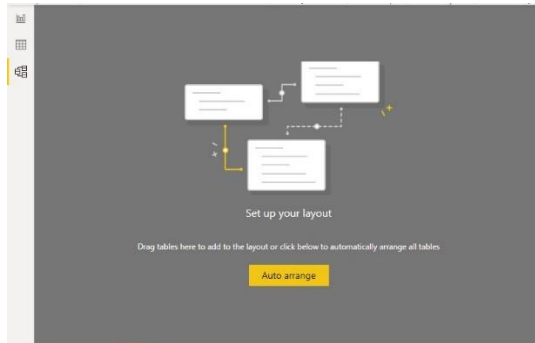 Set up your layout
Drag tables here to add to the layout or click below to automatically arrange all tables
Auto arrange